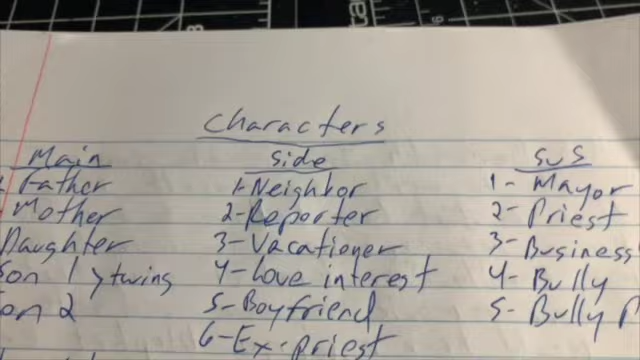 Characters
Main
Father
Mother
Daughter
on 1 > twins
on 2
Side
1-Neighbor
2-Reporter
3-Vacationer
4-Love interest
5-Boyfriend
6-Ex-priest
SUS
1-Mayor
2-Priest
3-Business
4-Bully
5-Bully